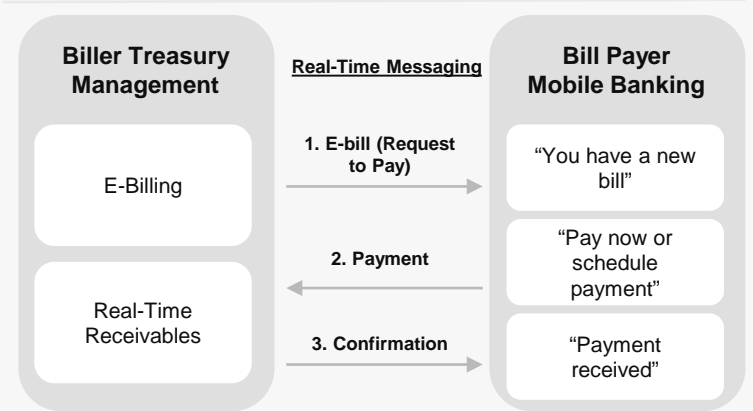 Biller Treasury
Management
Real-Time Messaging
Bill Payer
Mobile Banking
E-Billing
1. E-bill (Request
to Pay)
“You have a new
bill”
2. Payment
“Pay now or
schedule
payment”
Real-Time
Receivables
3. Confirmation
“Payment
received”